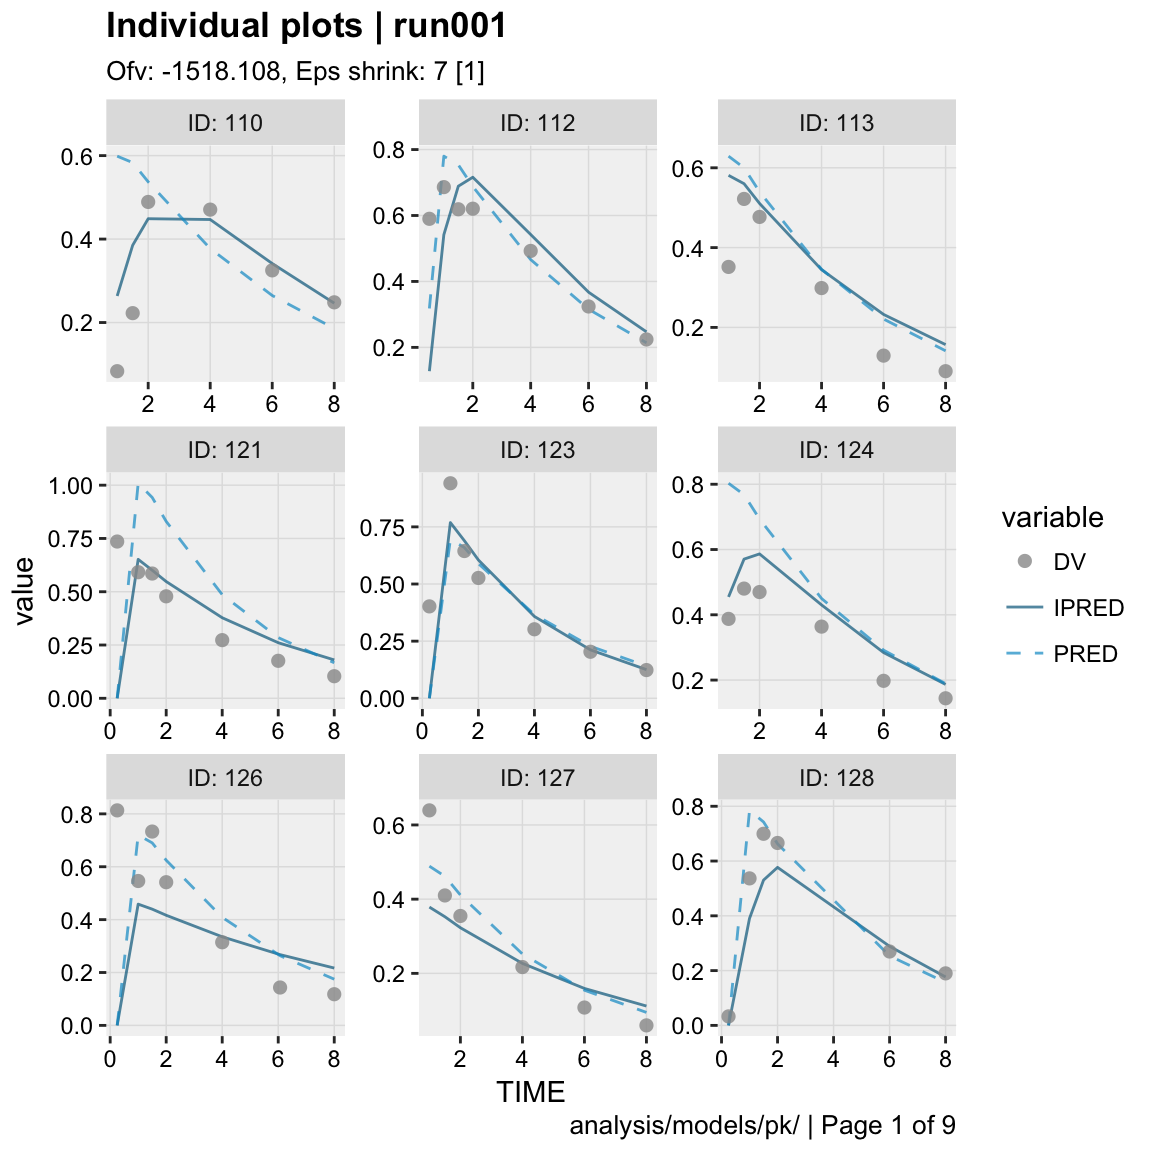 Individual plots | run001
Ofv: -1518.108, Eps shrink: 7 [1]
ID: 110
ID: 112
ID: 113
0.6
0.4
0.2
2 4 6 8
0.8
0.6
0.4
0.2
2 4 6 8
0.6
0.4
0.2
2 4 6 8
ID: 121
ID: 123
ID: 124
1.00
0.75
0.50
0.25
0.00
0 2 4 6 8
0.75
0.50
0.25
0.00
0 2 4 6 8
0.8
0.6
0.4
0.2
2 4 6 8
ID: 126
ID: 127
ID: 128
0.8
0.6
0.4
0.2
0.0
0 2 4 6 8
0.6
0.4
0.2
2 4 6 8
0.8
0.6
0.4
0.2
0.0
0 2 4 6 8
value
TIME
variable
DV
IPRED
PRED
analysis/models/pk/ | Page 1 of 9